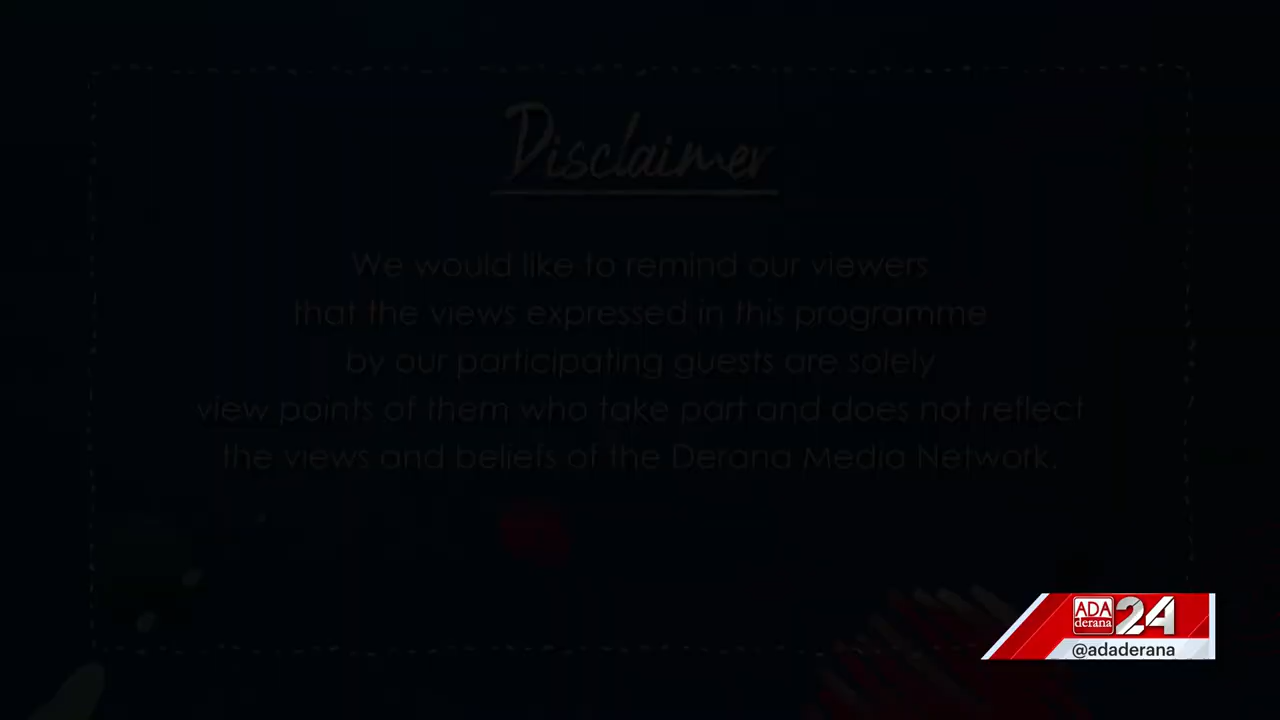 Disclaimer
We would like to remind our viewers
that the views expressed in this programme
by our participating guests are solely
view points of them who take part and does not reflect
the views and beliefs of the Derana Media Network.
ADA
derana
24
@adaderana